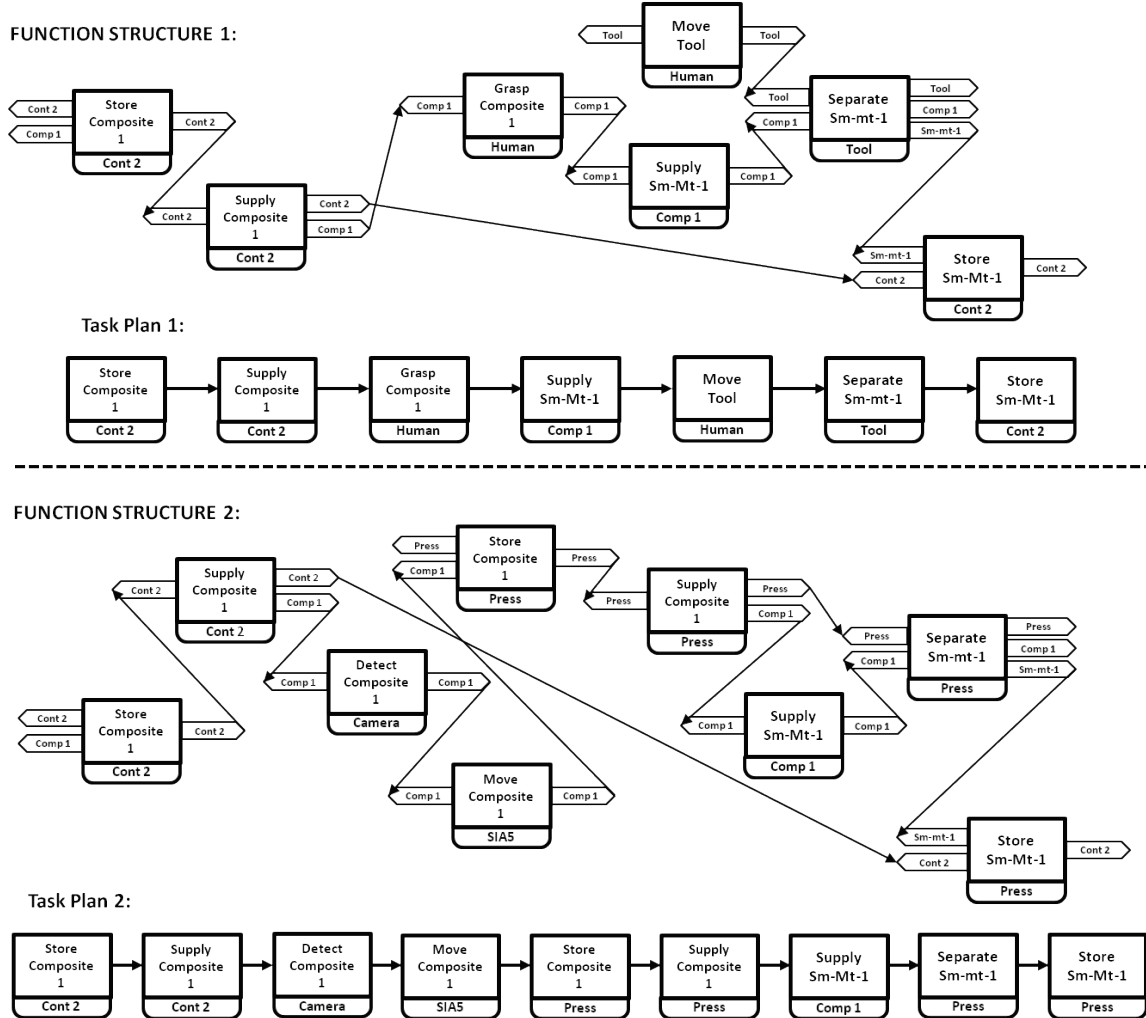 FUNCTION STRUCTURE 1:
Tool
Move
Tool
Human
Tool
Cont 2
Comp 1
Store
Composite
1
Cont 2
Cont 2
Comp 1
Grasp
Composite
1
Human
Comp 1
Tool
Comp 1
Separate
Sm-mt-1
Tool
Tool
Comp 1
Sm-mt-1
Comp 1
Supply
Sm-Mt-1
Comp 1
Comp 1
Cont 2
Supply
Composite
1
Cont 2
Cont 2
Comp 1
Sm-mt-1
Cont 2
Store
Sm-Mt-1
Cont 2
Cont 2
Task Plan 1:
Store
Composite
1
Cont 2
Supply
Composite
1
Cont 2
Grasp
Composite
1
Human
Supply
Sm-Mt-1
Comp 1
Move
Tool
Human
Separate
Sm-mt-1
Tool
Store
Sm-Mt-1
Cont 2
FUNCTION STRUCTURE 2:
Press
Comp 1
Store
Composite
1
Press
Press
Cont 2
Supply
Composite
1
Cont 2
Cont 2
Comp 1
Press
Supply
Composite
1
Press
Press
Comp 1
Press
Comp 1
Separate
Sm-mt-1
Press
Press
Comp 1
Sm-mt-1
Comp 1
Detect
Composite
1
Camera
Comp 1
Cont 2
Comp 1
Store
Composite
1
Cont 2
Cont 2
Comp 1
Supply
Sm-Mt-1
Comp 1
Comp 1
Comp 1
Move
Composite
1
SIA5
Comp 1
Sm-mt-1
Cont 2
Store
Sm-Mt-1
Press
Cont 2
Task Plan 2:
Store
Composite
1
Cont 2
Supply
Composite
1
Cont 2
Detect
Composite
1
Camera
Move
Composite
1
SIA5
Store
Composite
1
Press
Supply
Composite
1
Press
Supply
Sm-Mt-1
Comp 1
Separate
Sm-mt-1
Press
Store
Sm-Mt-1
Press